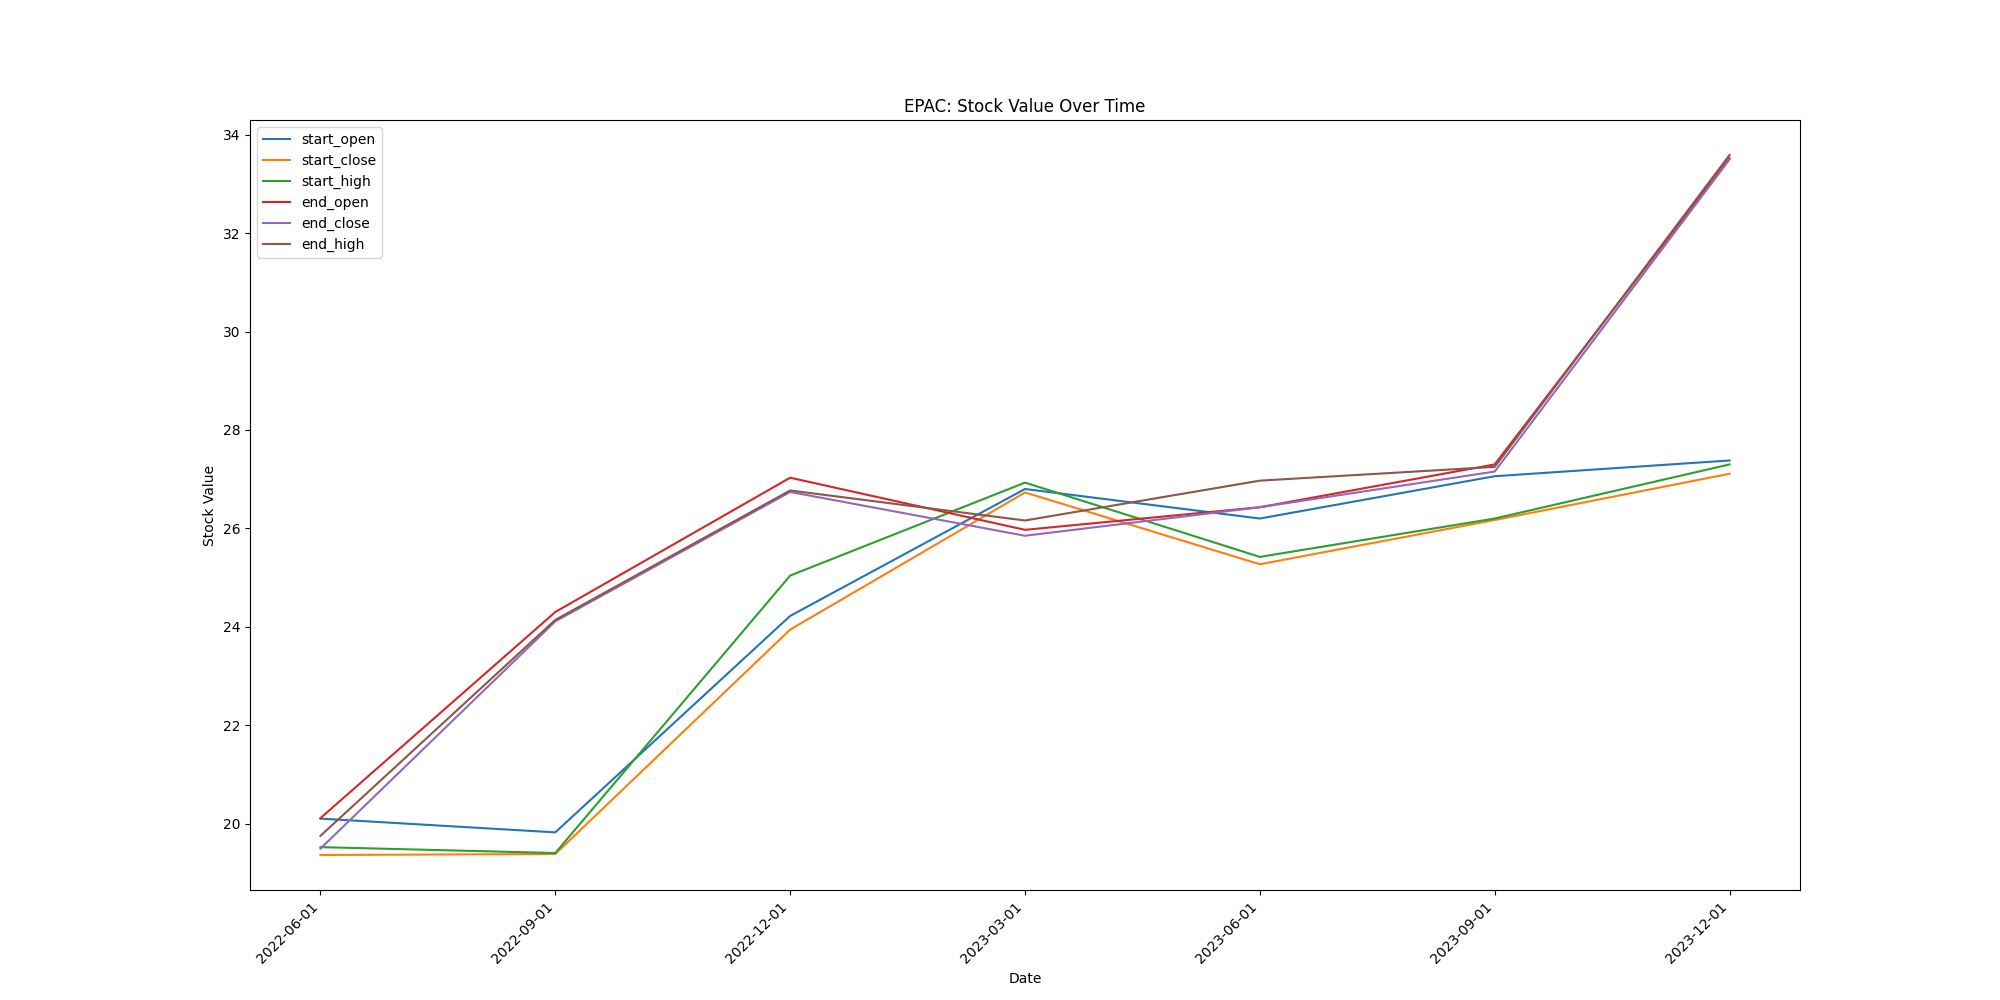 EPAC: Stock Value Over Time
start_open
start_close
start_high
end_open
end_close
end_high
Stock Value
34
32
30
28
26
24
22
20
2022-06-01
2022-09-01
2022-12-01
2023-03-01
2023-06-01
2023-09-01
2023-12-01
Date